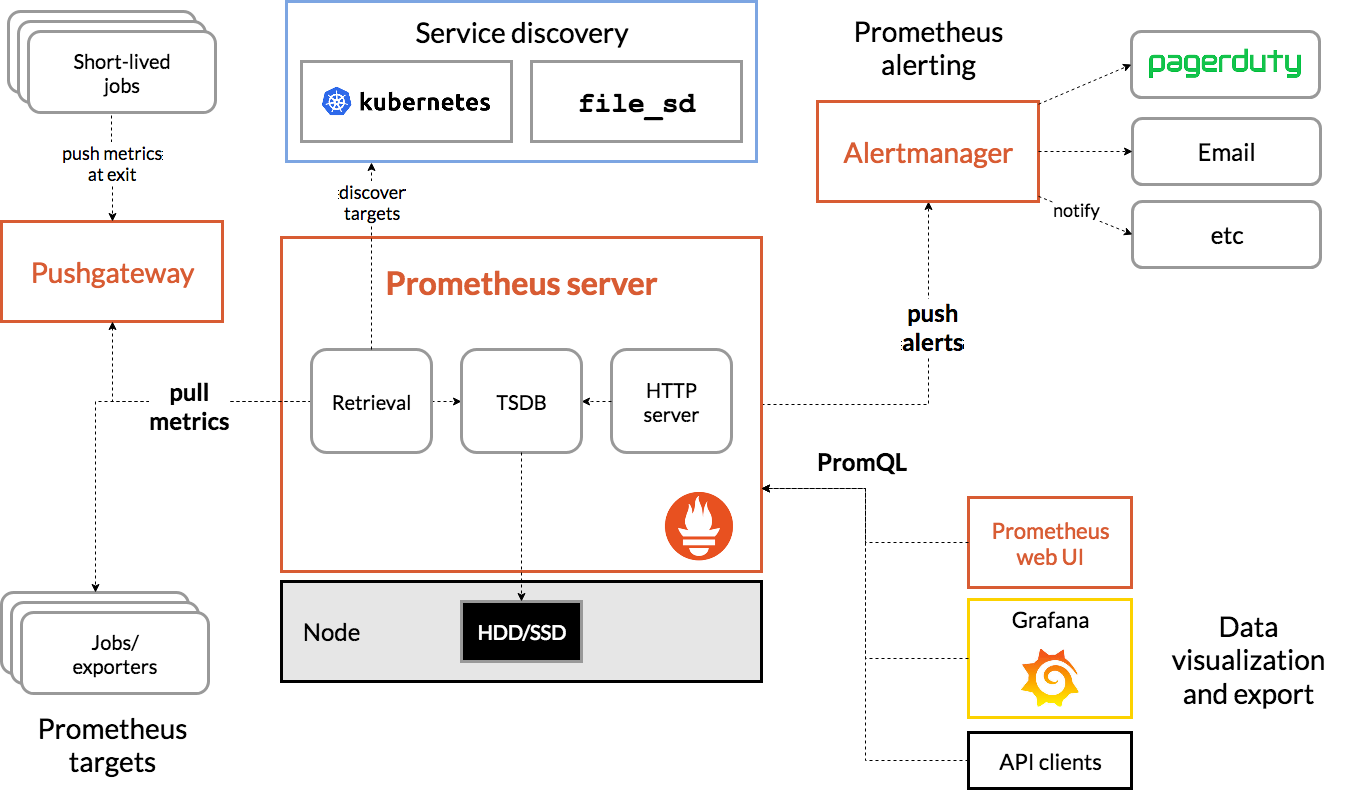 Short-lived
jobs
push metrics
at exit
Pushgateway
Service discovery
kubernetes
file_sd
discover
targets
Prometheus
alerting
Alertmanager
pagerduty
Email
etc
notify
Prometheus server
Retrieval
TSDB
HTTP
server
pull
metrics
push
alerts
PromQL
Node
HDD/SSD
Jobs/
exporters
Prometheus
targets
Prometheus
web UI
Grafana
API clients
Data
visualization
and export